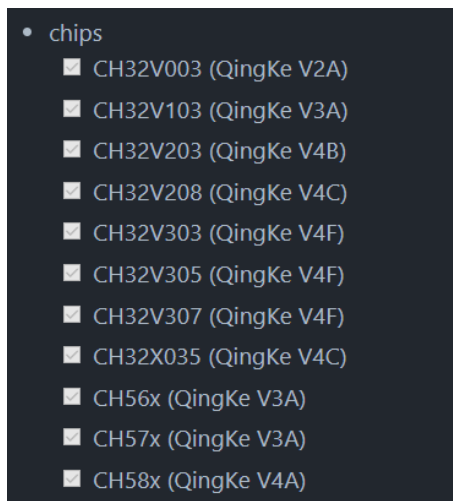 chips
CH32V003 (QingKe V2A)
CH32V103 (QingKe V3A)
CH32V203 (QingKe V4B)
CH32V208 (QingKe V4C)
CH32V303 (QingKe V4F)
CH32V305 (QingKe V4F)
CH32V307 (QingKe V4F)
CH32X035 (QingKe V4C)
CH56x (QingKe V3A)
CH57x (QingKe V3A)
CH58x (QingKe V4A)